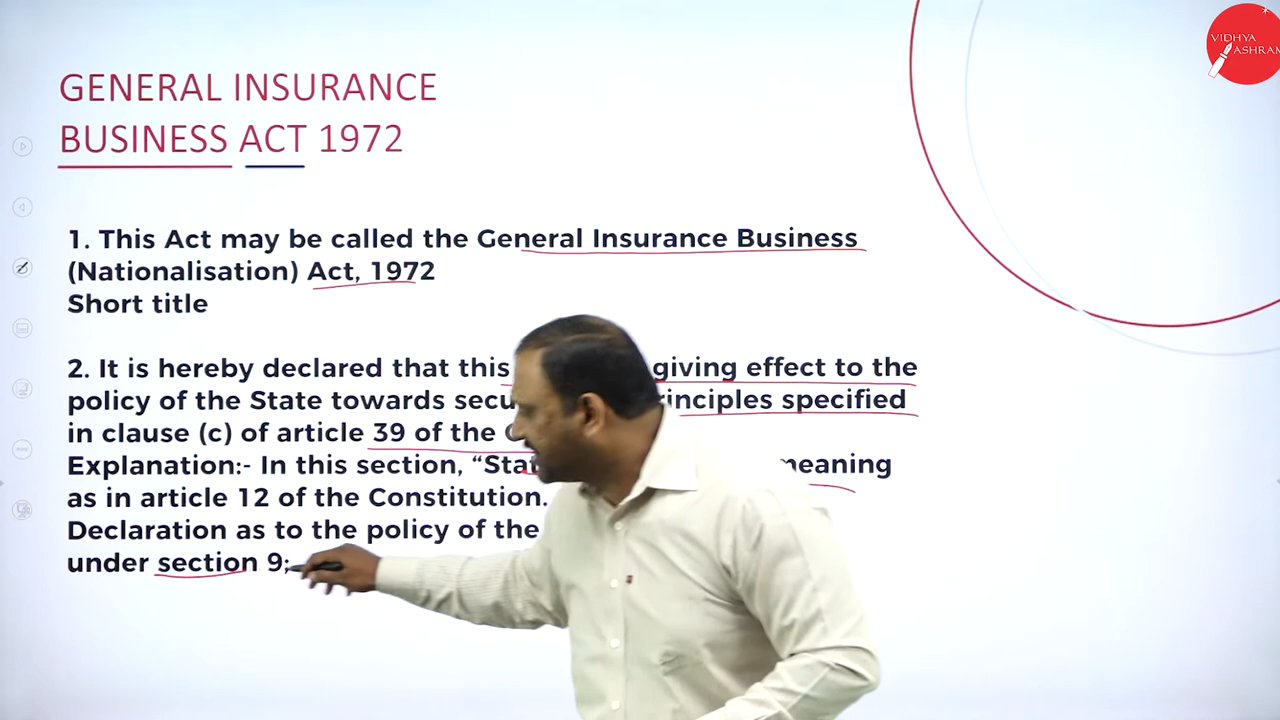 VIDHYA
ASHRAM
GENERAL INSURANCE
BUSINESS ACT 1972
1. This Act may be called the General Insurance Business
(Nationalisation) Act, 1972
Short title
2. It is hereby declared that this giving effect to the
policy of the State towards specified
in clause (c) of article 39 of the
Explanation:- In this section, meaning
as in article 12 of the Constitution.
Declaration as to the policy of the
under section 9;